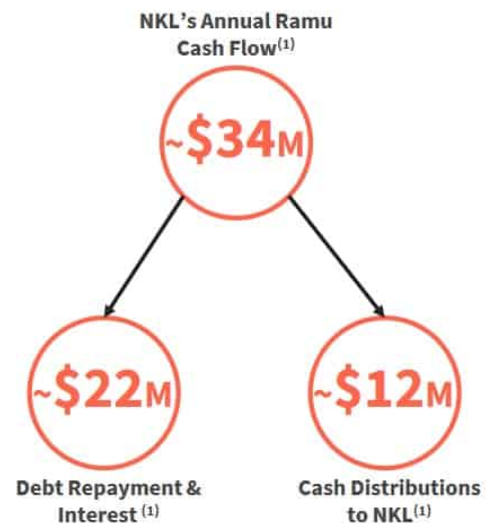 NKL’s Annual Ramu
Cash Flow(1)
~$34M
~$22M
~$12M
Debt Repayment &
Interest (1)
Cash Distributions
to NKL(1)